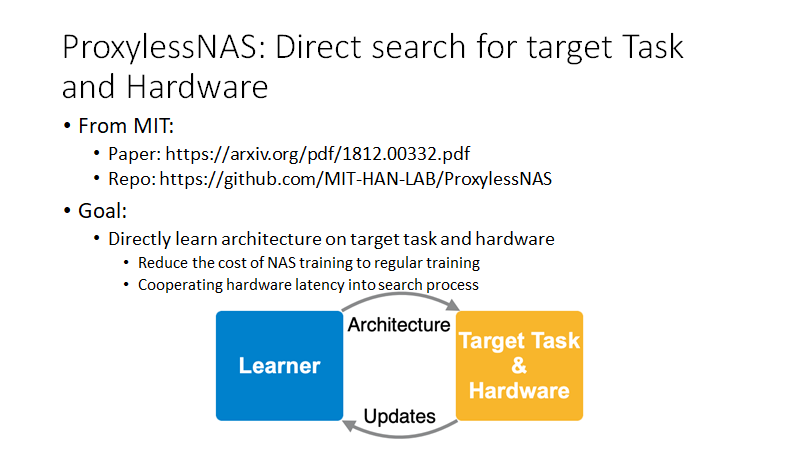 ProxylessNAS: Direct search for target Task
and Hardware
• From MIT:
• Paper: https://arxiv.org/pdf/1812.00332.pdf
• Repo: https://github.com/MIT-HAN-LAB/ProxylessNAS
• Goal:
• Directly learn architecture on target task and hardware
• Reduce the cost of NAS training to regular training
• Cooperating hardware latency into search process
Architecture
Learner
Target Task
&
Hardware
Updates